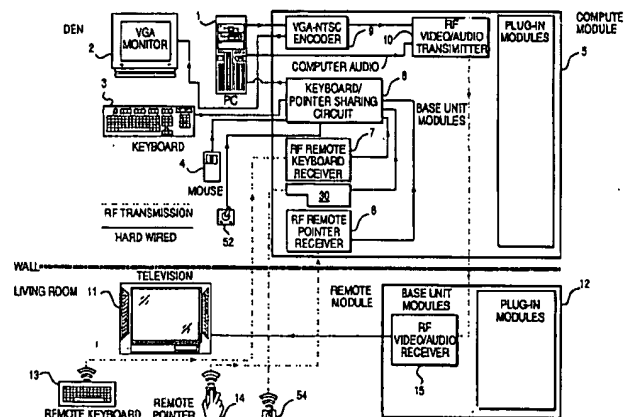 DEN
1
COMPUTE
MODULE
VGA
MONITOR
2
VGA-NTSC
ENCODER
9
RF
VIDEO/AUDIO
TRANSMITTER
10
PLUG-IN
MODULES
5
COMPUTER AUDIO
PC
3
KEYBOARD
KEYBOARD/
POINTER SHARING
CIRCUIT
6
BASE UNIT
MODULES
4
MOUSE
RF REMOTE
KEYBOARD
RECEIVER
7
30
RF REMOTE
POINTER
RECEIVER
8
52
RF TRANSMISSION
HARD WIRED
WALL
TELEVISION
LIVING ROOM
11
REMOTE
MODULE
BASE UNIT
MODULES
PLUG-IN
MODULES
12
RF
VIDEO/AUDIO
RECEIVER
15
13
REMOTE KEYBOARD
REMOTE
POINTER
14
54